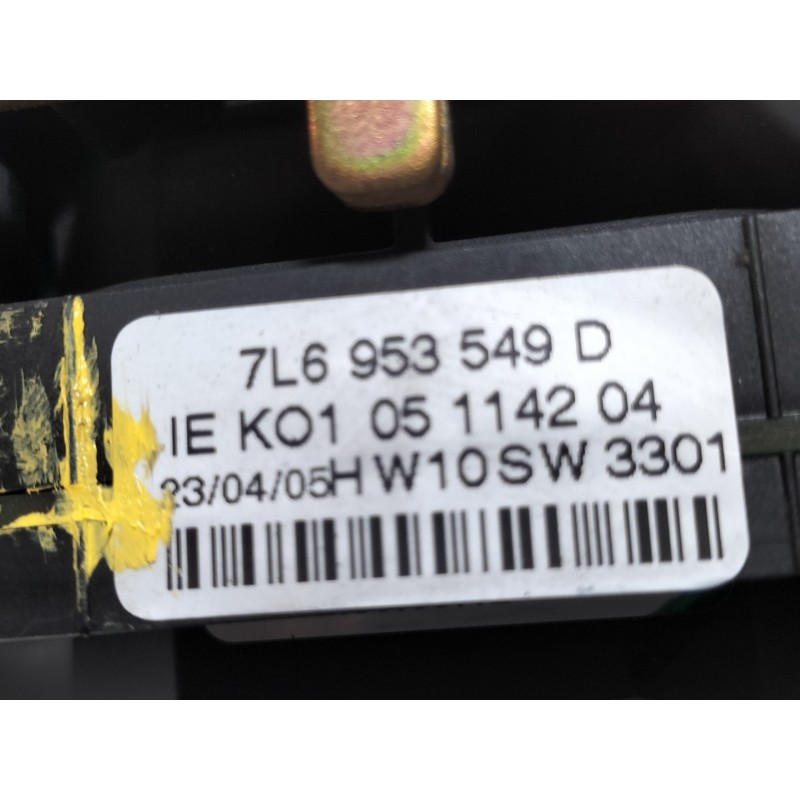 7L6 953 549 D
IE KO1 05 1142 04
23/04/05H W10SW 3301